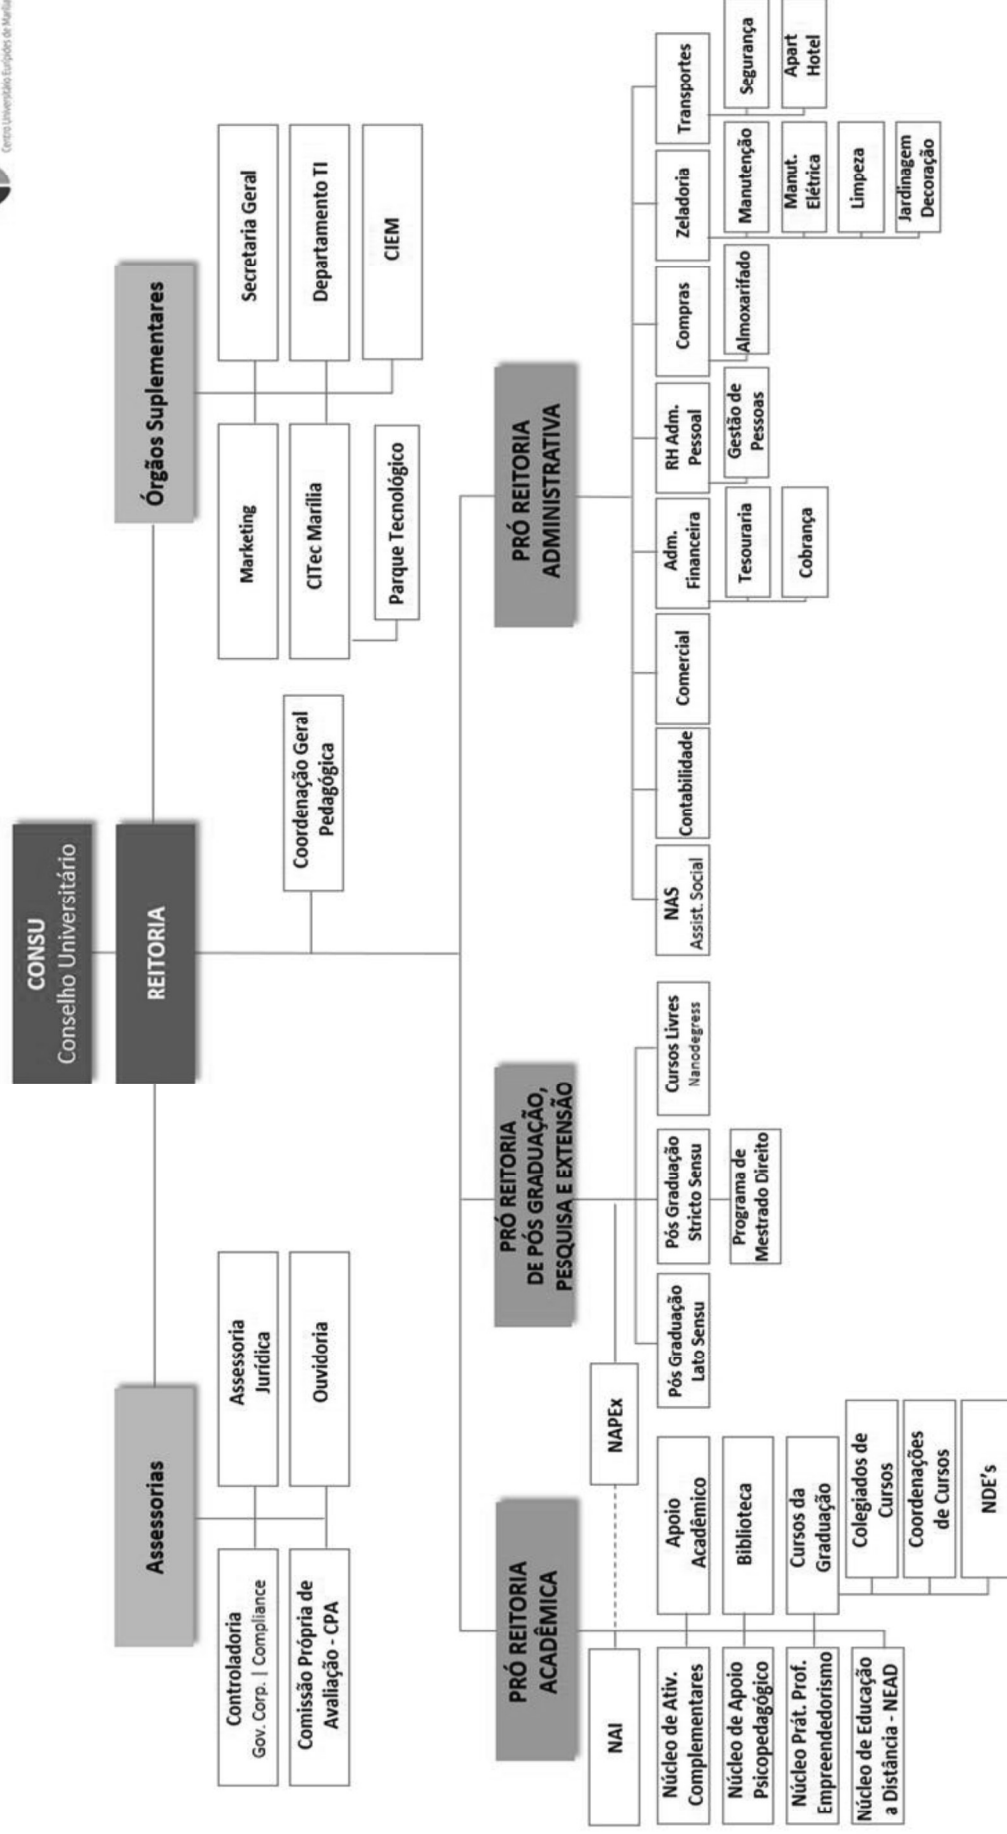 Centro Universitário Eurípides de Marília
CONSU
Conselho Universitário
REITORIA
Assessorias
Órgãos Suplementares
Controladoria
Gov. Corp. | Compliance
Assessoria
Jurídica
Comissão Própria de
Avaliação - CPA
Ouvidoria
Marketing
Secretaria Geral
CITec Marília
Departamento TI
Parque Tecnológico
CIEM
Coordenação Geral
Pedagógica
PRÓ REITORIA
ACADÊMICA
PRÓ REITORIA
DE PÓS GRADUAÇÃO,
PESQUISA E EXTENSÃO
PRÓ REITORIA
ADMINISTRATIVA
NAI
NAPEx
Núcleo de Ativ.
Complementares
Apoio
Acadêmico
Núcleo de Apoio
Psicopedagógico
Biblioteca
Núcleo Prát. Prof.
Empreendedorismo
Cursos da
Graduação
Núcleo de Educação
a Distância - NEAD
Colegiados de
Cursos
Coordenações
de Cursos
NDE's
Pós Graduação
Lato Sensu
Pós Graduação
Stricto Sensu
Cursos Livres
Nanodegress
Programa de
Mestrado Direito
NAS
Assist. Social
Contabilidade
Comercial
Adm.
Financeira
RH Adm.
Pessoal
Compras
Zeladoria
Transportes
Tesouraria
Cobrança
Gestão de
Pessoas
Almoxarifado
Manutenção
Manut.
Elétrica
Limpeza
Jardinagem
Decoração
Segurança
Apart
Hotel